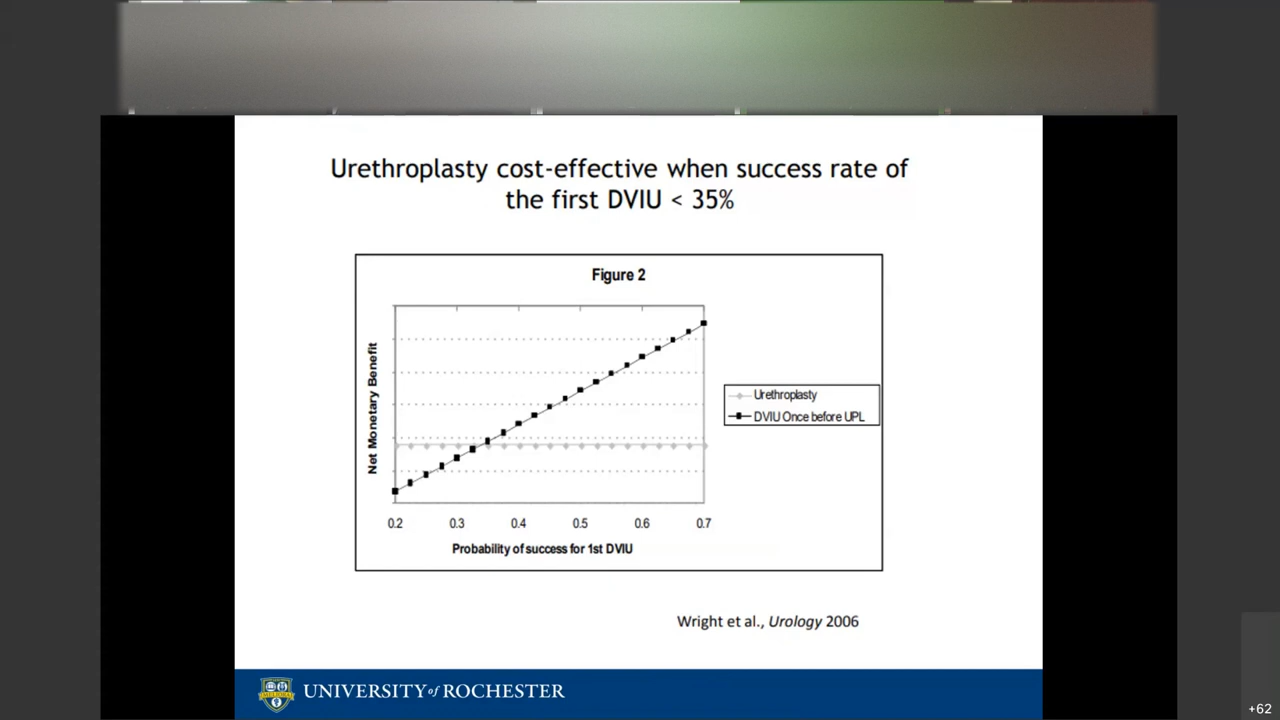 Urethroplasty cost-effective when success rate of
the first DVIU < 35%
Figure 2
Net Monetary Benefit
Urethroplasty
DVIU Once before UPL
0.2 0.3 0.4 0.5 0.6 0.7
Probability of success for 1st DVIU
Wright et al., Urology 2006
UNIVERSITY of ROCHESTER
+62